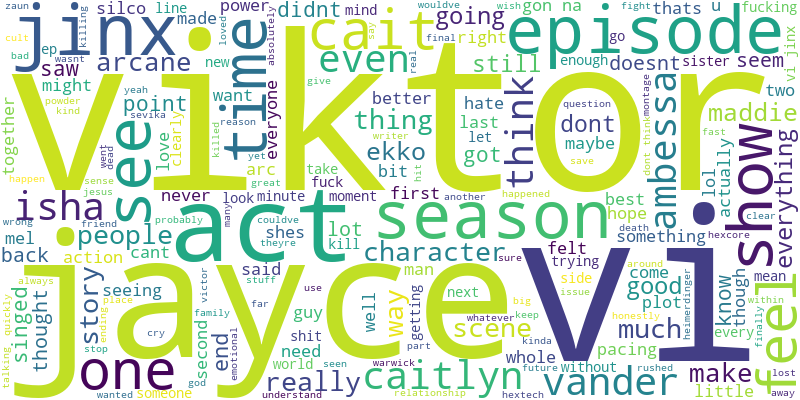 jinx
silco
line
made
arcane
new
power
killing
everyone
time
didnt
mind
loved
absolutely
cait
even
going
wouldve
still
right
gon na
final
thats
enough
episode
u
wish
fight
fucking
go
say
doesnt
real
sister
seem
vi jinx
zaun
cult
bad
ep
wasnt
saw
might
together
powder
kind
yeah
sevika
point
want
went
dead
love
clearly
killed
reason
see
viktor
give
better
thing
hate
last
writer
ekko
let
bit
got
think
question
dont
maybe
montage
dont think
save
ambessa
maddie
two
fast
lol
actually
show
everything
happen
sense
jesus
isha
yet
arc
great
never
look
minute
take
fuck
moment
first
hit
another
happened
best
hope
death
something
clear
hexcore
wrong
mel
back
friend
people
action
cant
probably
many
act
couldve
theyre
shes
lot
kill
season
character
sure
felt
trying
around
mean
though
know
feel
within
finally
singed
thought
always
story
place
ending
seeing
victor
said
stuff
far
use
man
guy
well
way
getting
next
scene
big
keep
whatever
side
issue
come
good
plot
honestly
heimerdinger
every
jayce
vi
talking
quickly
one
stop
wanted
someone
cry
second
god
end
family
emotional
shit
need
world
really
understand
seen
part
warwick
caitlyn
relationship
kinda
whole
future
hextech
pacing
without
rushed
much
vander
make
little
lost
away